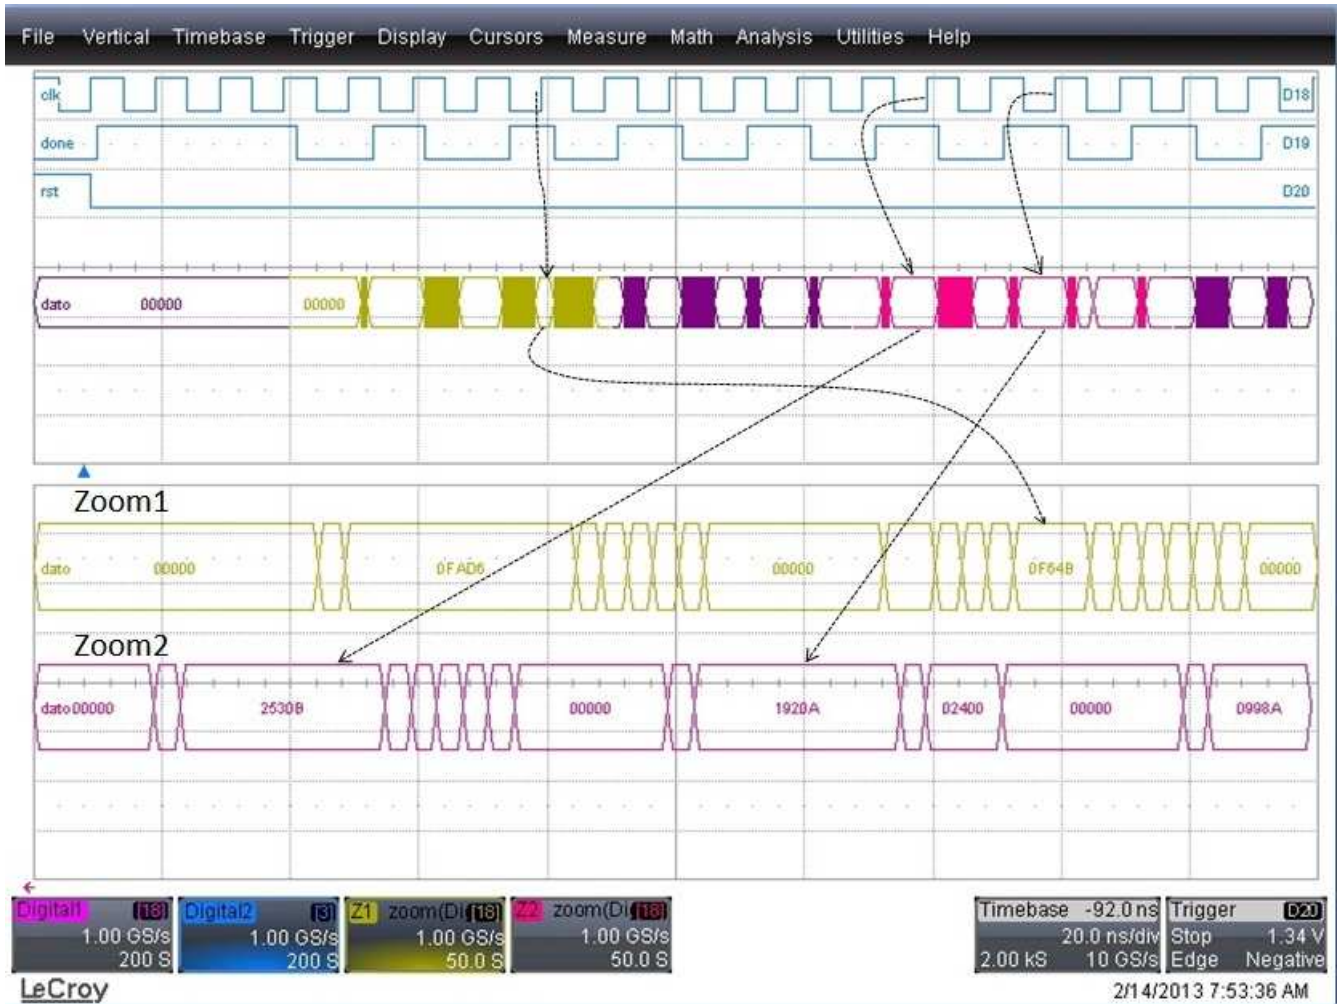 File Vertical Timebase Trigger Display Cursors Measure Math Analysis Utilities Help
clk D18
done D19
rst D20
dato 00000 00000
Zoom1
dato 00000 0FAD6 00000 0F64B 00000
Zoom2
dato 00000 2530B 00000 1920A 02400 00000 0998A
Digital1 [18] Digital2 [3] Z1 zoom(Di [18] Z2 zoom(Di [18] Timebase -92.0 ns Trigger D20
1.00 GS/s 1.00 GS/s 1.00 GS/s 1.00 GS/s 20.0 ns/div Stop 1.34 V
200 S 200 S 50.0 S 50.0 S 2.00 kS 10 GS/s Edge Negative
LeCroy 2/14/2013 7:53:36 AM